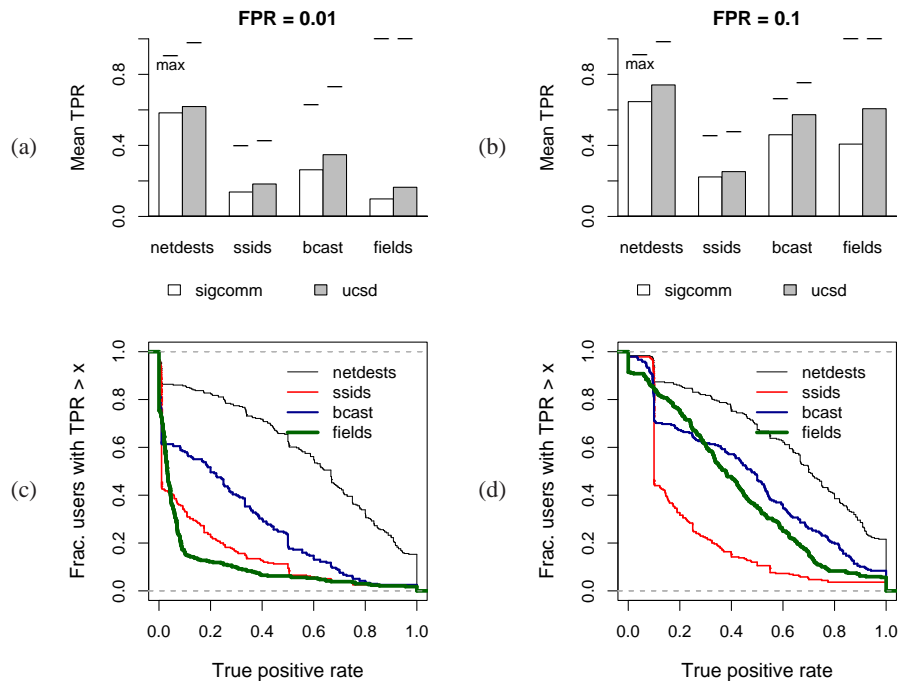 FPR = 0.01
(a)
Mean TPR
0.0 0.4 0.8
max
netdests ssids bcast fields
sigcomm ucsd
FPR = 0.1
(b)
Mean TPR
0.0 0.4 0.8
max
netdests ssids bcast fields
sigcomm ucsd
(c)
Frac. users with TPR > x
0.0 0.2 0.4 0.6 0.8 1.0
netdests
ssids
bcast
fields
0.0 0.2 0.4 0.6 0.8 1.0
True positive rate
(d)
Frac. users with TPR > x
0.0 0.2 0.4 0.6 0.8 1.0
netdests
ssids
bcast
fields
0.0 0.2 0.4 0.6 0.8 1.0
True positive rate